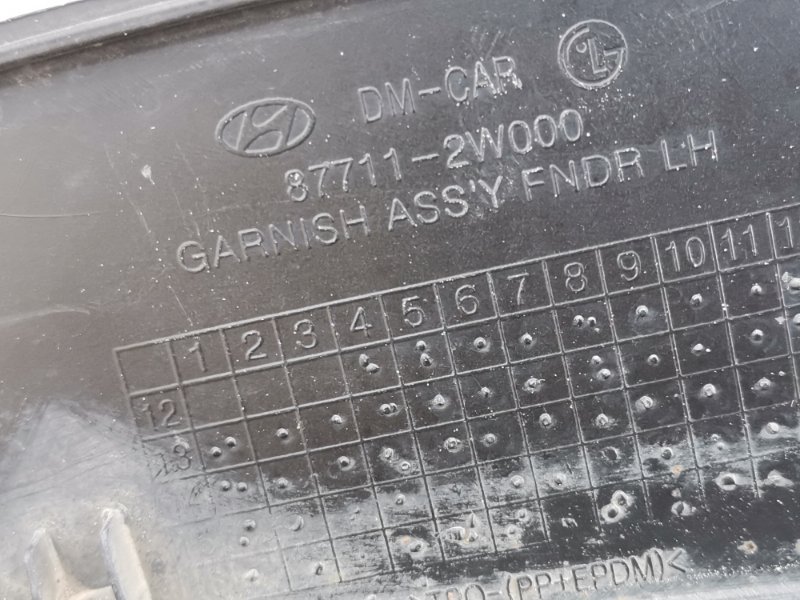 DM-CAR
87711-2W000
GARNISH ASS'Y FNDR LH
1 2 3 4 5 6 7 8 9 10 11
12
13
(PP+EPDM)<